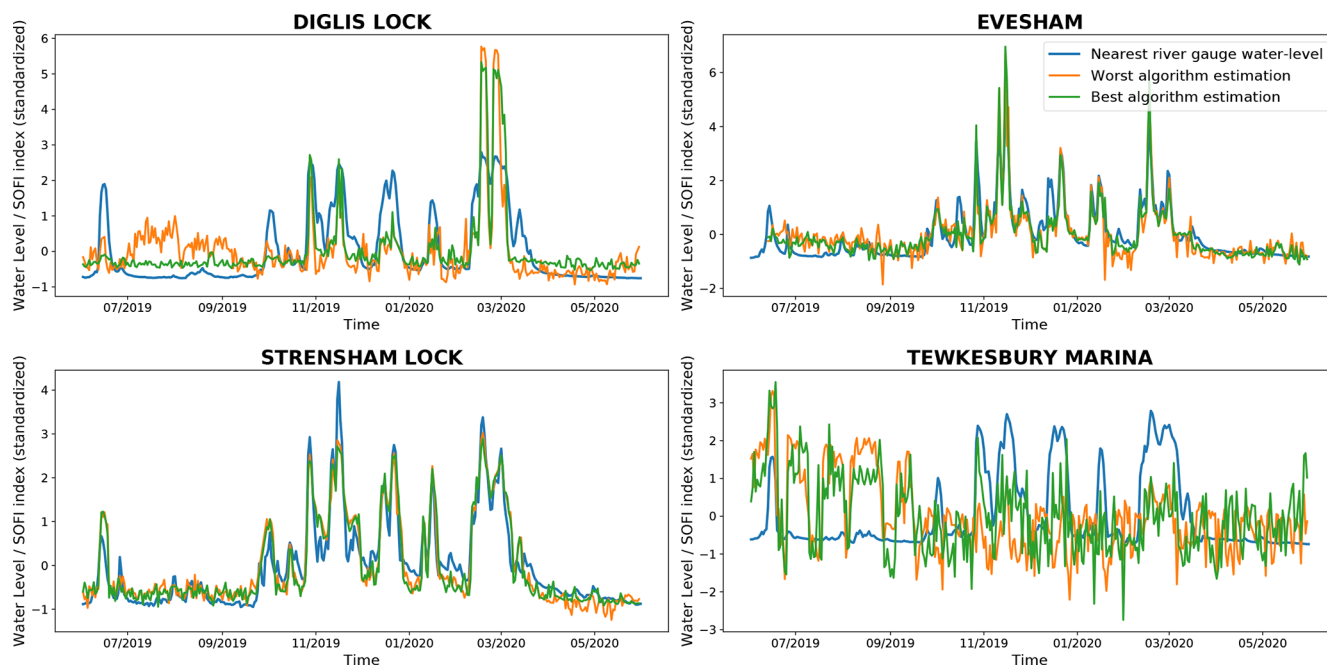 DIGLIS LOCK
Water Level / SOFI index (standardized)
6
5
4
3
2
1
0
−1
07/2019 09/2019 11/2019 01/2020 03/2020 05/2020
Time
EVESHAM
Water Level / SOFI index (standardized)
Nearest river gauge water-level
Worst algorithm estimation
Best algorithm estimation
6
4
2
0
−2
07/2019 09/2019 11/2019 01/2020 03/2020 05/2020
Time
STRENSHAM LOCK
Water Level / SOFI index (standardized)
4
3
2
1
0
−1
07/2019 09/2019 11/2019 01/2020 03/2020 05/2020
Time
TEWKESBURY MARINA
Water Level / SOFI index (standardized)
3
2
1
0
−1
−2
−3
07/2019 09/2019 11/2019 01/2020 03/2020 05/2020
Time